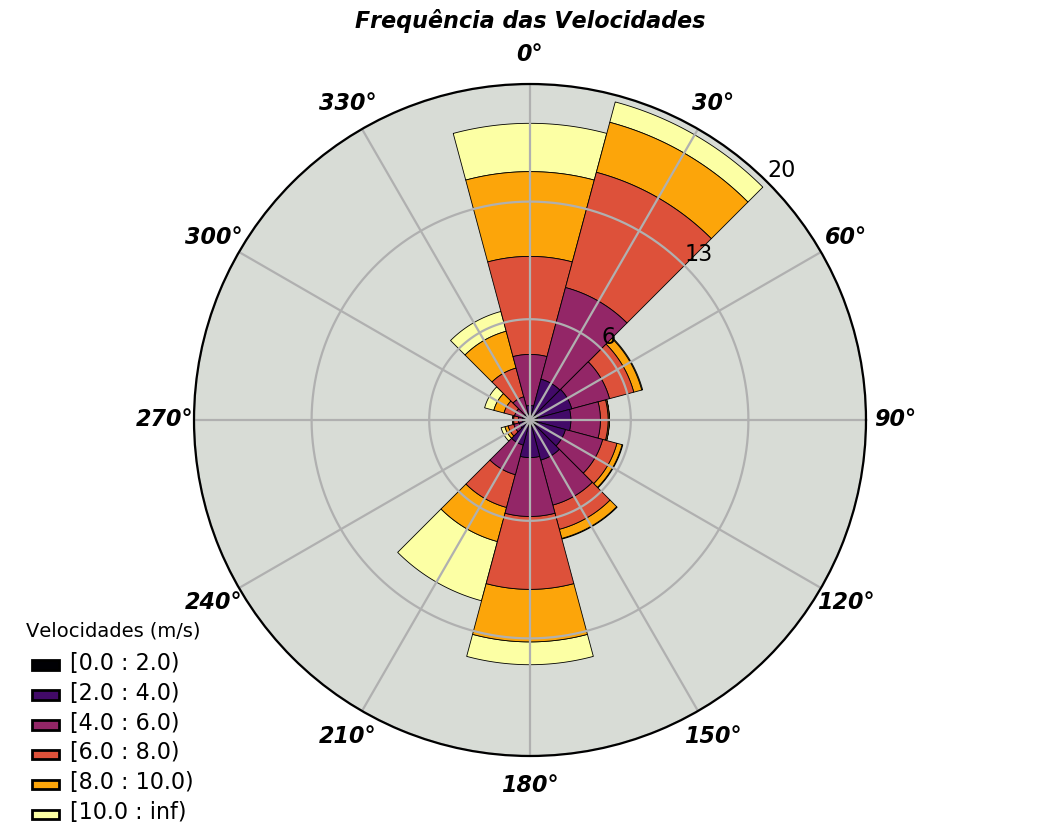 Frequência das Velocidades
0°
330°
30°
20
300°
60°
13
6
270°
90°
240°
120°
210°
150°
180°
Velocidades (m/s)
[0.0 : 2.0)
[2.0 : 4.0)
[4.0 : 6.0)
[6.0 : 8.0)
[8.0 : 10.0)
[10.0 : inf)